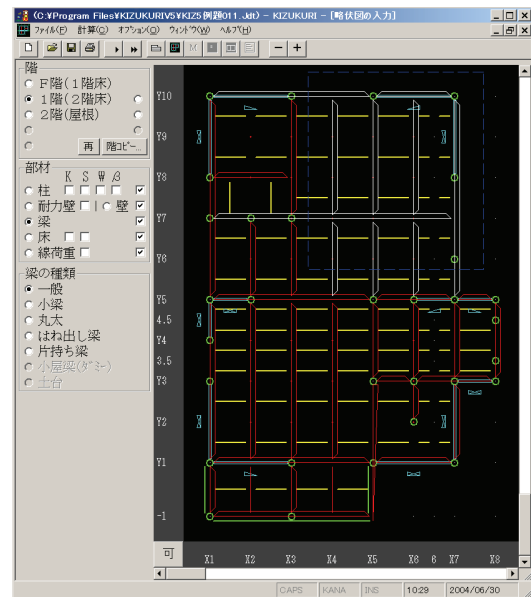 (C:¥Program Files¥KIZUKURIV5¥KIZ5例題011.Jdt) - KIZUKURI - [略伏図の入力]
ファイル(F) 計算(C) オプション(O) ウィンドウ(W) ヘルプ(H)
階
F階(1階床)
1階(2階床)
2階(屋根)
再 階コピー...
部材
K S W β
柱
耐力壁 | 壁
梁
床
線荷重
梁の種類
一般
小梁
丸太
はね出し梁
片持ち梁
小屋梁(ダミー)
土台
Y10
Y9
Y8
Y7
Y6
Y5
4.5
Y4
3.5
Y3
Y2
Y1
-1
可 X1 X2 X3 X4 X5 X6 6 X7 X8
CAPS KANA INS 10:29 2004/06/30